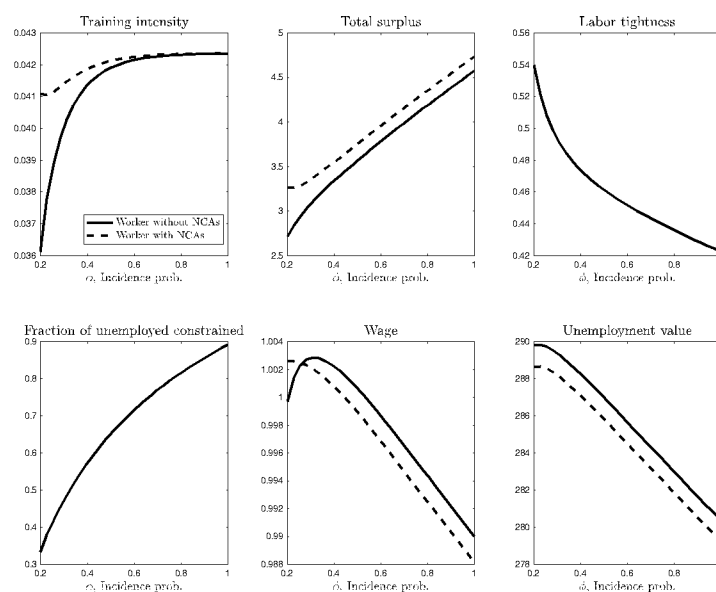 Training intensity
0.043
0.042
0.041
0.04
0.039
0.038
0.037
0.036
Worker without NCAs
Worker with NCAs
0.2 0.4 0.6 0.8 1
ϕ, Incidence prob.
Total surplus
5
4.5
4
3.5
3
2.5
0.2 0.4 0.6 0.8 1
ϕ, Incidence prob.
Labor tightness
0.56
0.54
0.52
0.5
0.48
0.46
0.44
0.42
0.2 0.4 0.6 0.8 1
ϕ, Incidence prob.
Fraction of unemployed constrained
0.9
0.8
0.7
0.6
0.5
0.4
0.3
0.2 0.4 0.6 0.8 1
ϕ, Incidence prob.
Wage
1.004
1.002
1
0.998
0.996
0.994
0.992
0.99
0.988
0.2 0.4 0.6 0.8 1
ϕ, Incidence prob.
Unemployment value
290
288
286
284
282
280
278
0.2 0.4 0.6 0.8 1
ϕ, Incidence prob.